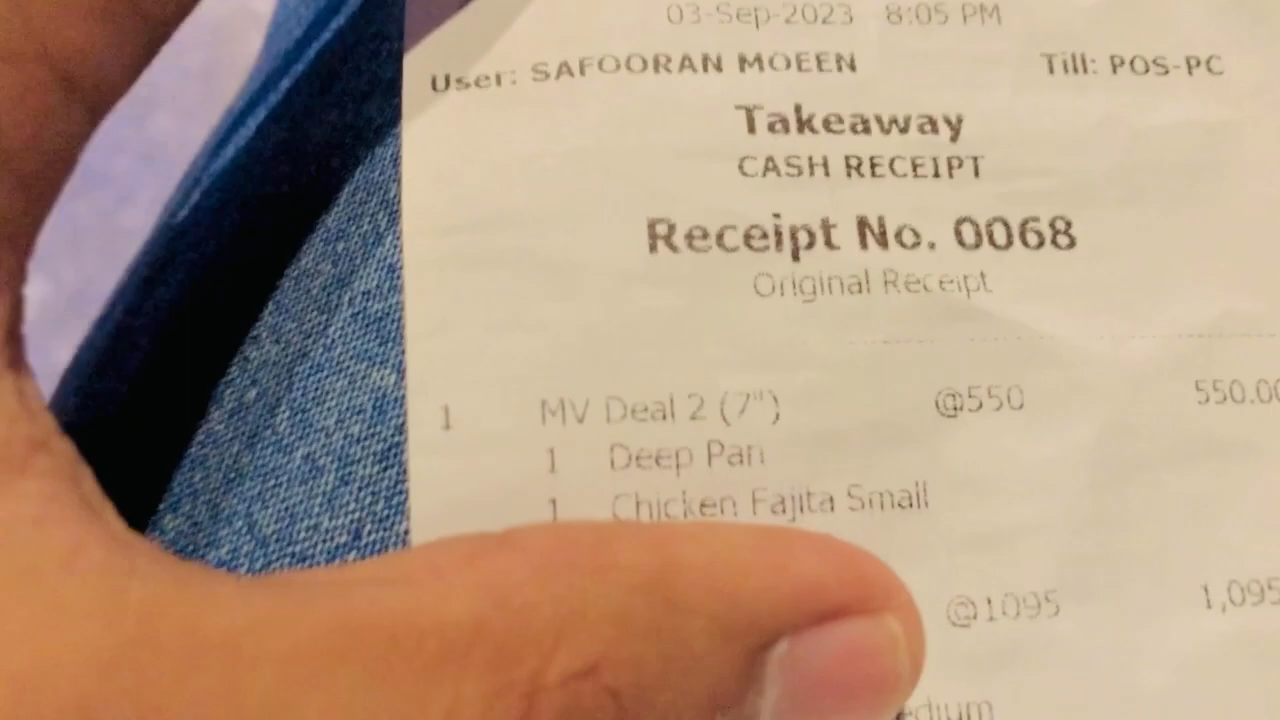 03-Sep-2023 8:05 PM
User: SAFOORAN MOEEN Till: POS-PC
Takeaway
CASH RECEIPT
Receipt No. 0068
Original Receipt
1 MV Deal 2 (7") @550 550.00
1 Deep Pan
1 Chicken Fajita Small
@1095 1,095